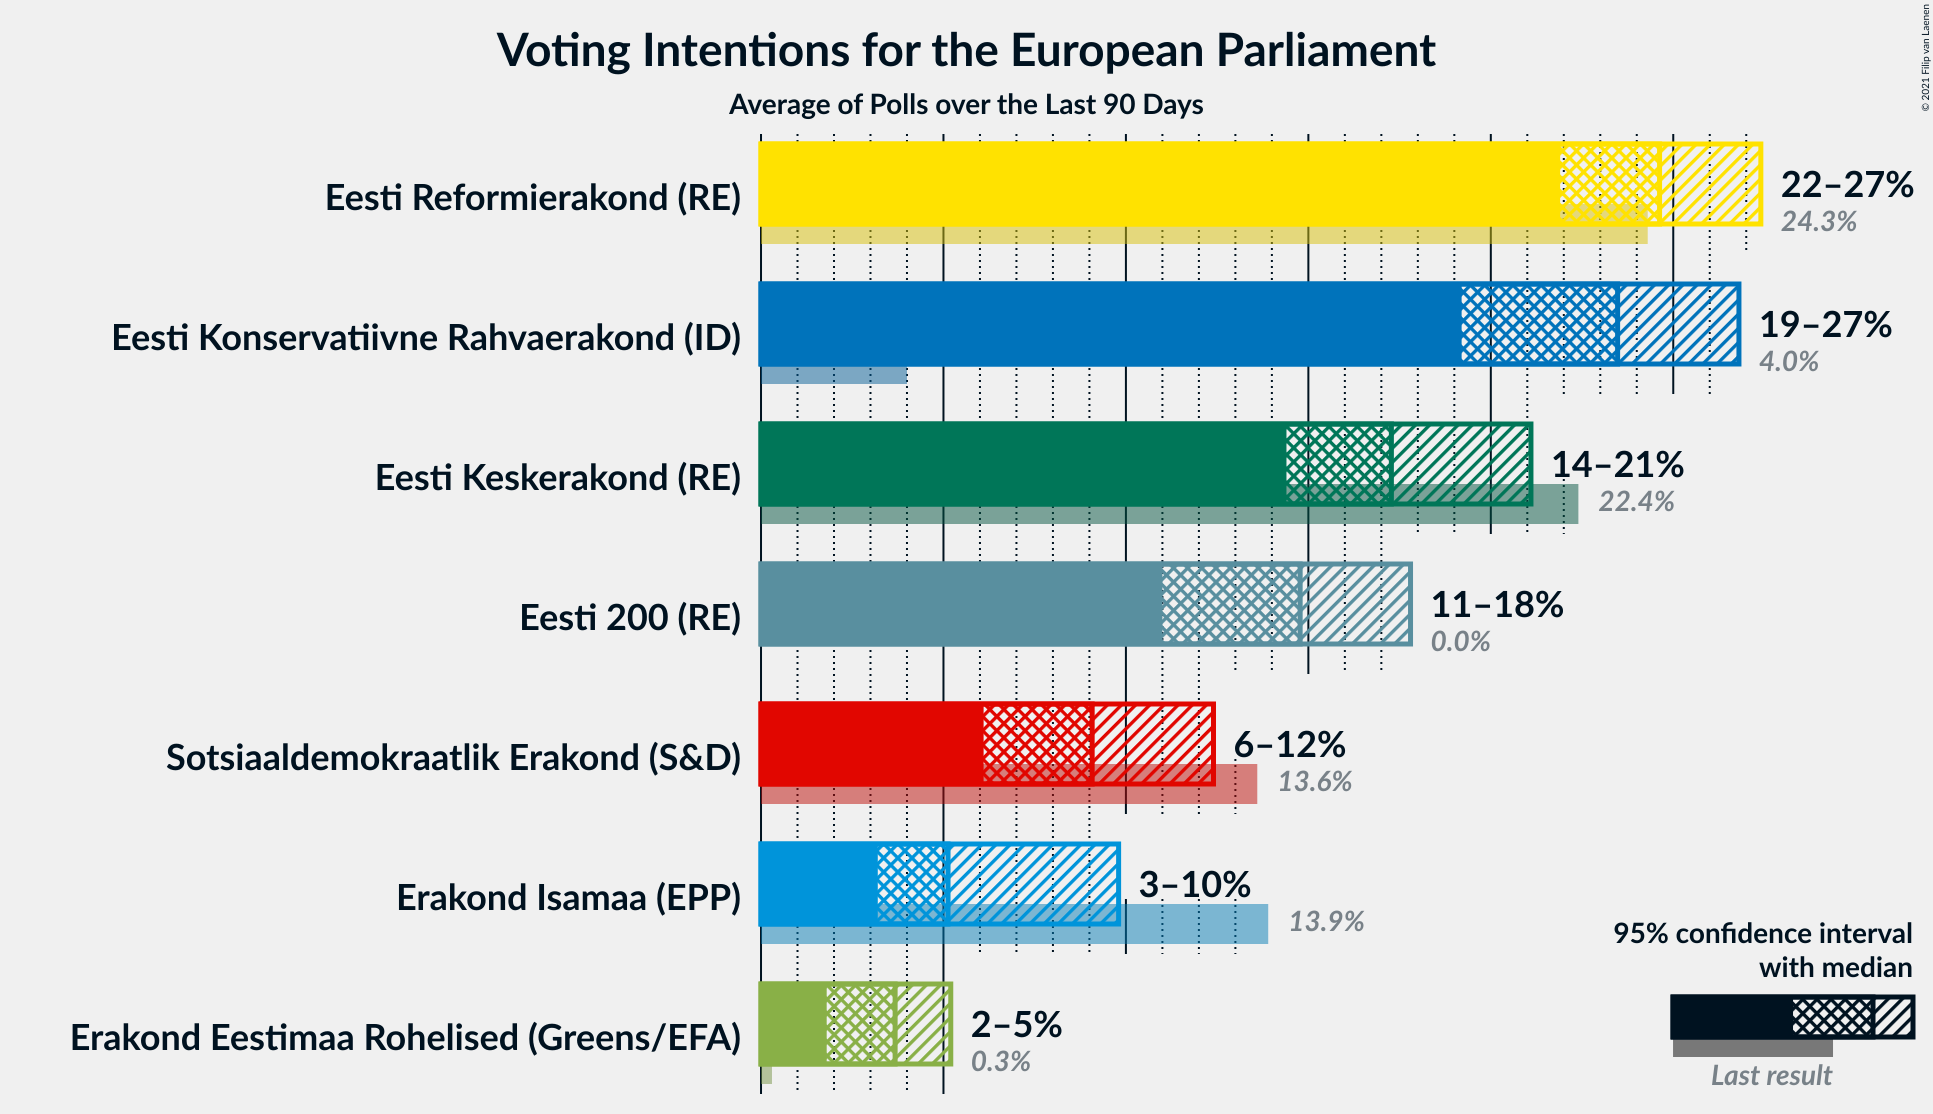 Voting Intentions for the European Parliament
Average of Polls over the Last 90 Days
© 2021 Filip van Laenen
Eesti Reformierakond (RE)
22–27%
24.3%
Eesti Konservatiivne Rahvaerakond (ID)
19–27%
4.0%
Eesti Keskerakond (RE)
14–21%
22.4%
Eesti 200 (RE)
11–18%
0.0%
Sotsiaaldemokraatlik Erakond (S&D)
6–12%
13.6%
Erakond Isamaa (EPP)
3–10%
13.9%
Erakond Eestimaa Rohelised (Greens/EFA)
2–5%
0.3%
95% confidence interval
with median
Last result